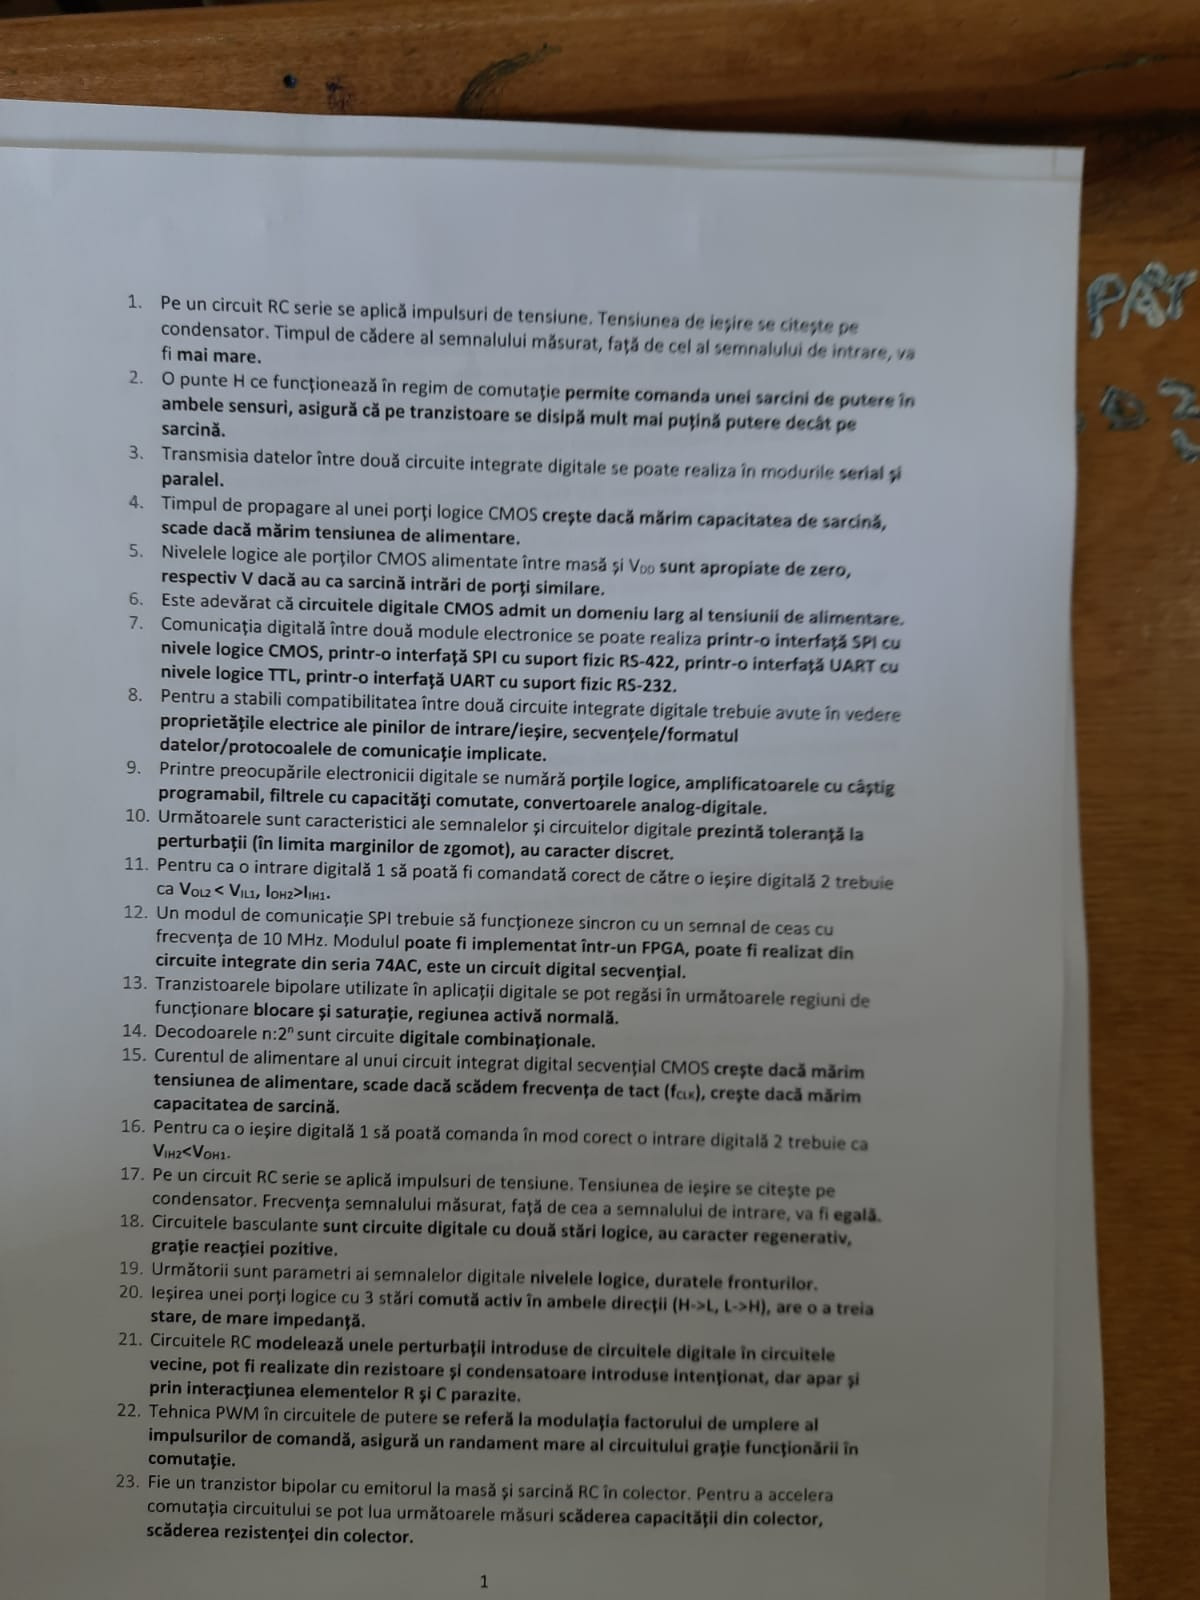 1. Pe un circuit RC serie se aplică impulsuri de tensiune. Tensiunea de ieșire se citește pe
condensator. Timpul de cădere al semnalului măsurat, față de cel al semnalului de intrare, va
fi mai mare.
2. O punte H ce funcționează în regim de comutație permite comanda unei sarcini de putere în
ambele sensuri, asigură că pe tranzistoare se disipă mult mai puțină putere decât pe
sarcină.
3. Transmisia datelor între două circuite integrate digitale se poate realiza în modurile serial și
paralel.
4. Timpul de propagare al unei porți logice CMOS crește dacă mărim capacitatea de sarcină,
scade dacă mărim tensiunea de alimentare.
5. Nivelele logice ale porților CMOS alimentate între masă și VDD sunt apropiate de zero,
respectiv V dacă au ca sarcină intrări de porți similare.
6. Este adevărat că circuitele digitale CMOS admit un domeniu larg al tensiunii de alimentare.
7. Comunicația digitală între două module electronice se poate realiza printr-o interfață SPI cu
nivele logice CMOS, printr-o interfață SPI cu suport fizic RS-422, printr-o interfață UART cu
nivele logice TTL, printr-o interfață UART cu suport fizic RS-232.
8. Pentru a stabili compatibilitatea între două circuite integrate digitale trebuie avute în vedere
proprietățile electrice ale pinilor de intrare/ieșire, secvențele/formatul
datelor/protocoalele de comunicație implicate.
9. Printre preocupările electronicii digitale se numără porțile logice, amplificatoarele cu câștig
programabil, filtrele cu capacități comutate, convertoarele analog-digitale.
10. Următoarele sunt caracteristici ale semnalelor și circuitelor digitale prezintă toleranță la
perturbații (în limita marginilor de zgomot), au caracter discret.
11. Pentru ca o intrare digitală 1 să poată fi comandată corect de către o ieșire digitală 2 trebuie
ca VOL2 < VIL1, IOH2>IIH1.
12. Un modul de comunicație SPI trebuie să funcționeze sincron cu un semnal de ceas cu
frecvența de 10 MHz. Modulul poate fi implementat într-un FPGA, poate fi realizat din
circuite integrate din seria 74AC, este un circuit digital secvențial.
13. Tranzistoarele bipolare utilizate în aplicații digitale se pot regăsi în următoarele regiuni de
funcționare blocare și saturație, regiunea activă normală.
14. Decodoarele n:2ⁿ sunt circuite digitale combinaționale.
15. Curentul de alimentare al unui circuit integrat digital secvențial CMOS crește dacă mărim
tensiunea de alimentare, scade dacă scădem frecvența de tact (fCLK), crește dacă mărim
capacitatea de sarcină.
16. Pentru ca o ieșire digitală 1 să poată comanda în mod corect o intrare digitală 2 trebuie ca
VIH2<VOH1.
17. Pe un circuit RC serie se aplică impulsuri de tensiune. Tensiunea de ieșire se citește pe
condensator. Frecvența semnalului măsurat, față de cea a semnalului de intrare, va fi egală.
18. Circuitele basculante sunt circuite digitale cu două stări logice, au caracter regenerativ,
grație reacției pozitive.
19. Următorii sunt parametri ai semnalelor digitale nivelele logice, duratele fronturilor.
20. Ieșirea unei porți logice cu 3 stări comută activ în ambele direcții (H->L, L->H), are o a treia
stare, de mare impedanță.
21. Circuitele RC modelează unele perturbații introduse de circuitele digitale în circuitele
vecine, pot fi realizate din rezistoare și condensatoare introduse intenționat, dar apar și
prin interacțiunea elementelor R și C parazite.
22. Tehnica PWM în circuitele de putere se referă la modulația factorului de umplere al
impulsurilor de comandă, asigură un randament mare al circuitului grație funcționării în
comutație.
23. Fie un tranzistor bipolar cu emitorul la masă și sarcină RC în colector. Pentru a accelera
comutația circuitului se pot lua următoarele măsuri scăderea capacității din colector,
scăderea rezistenței din colector.
1